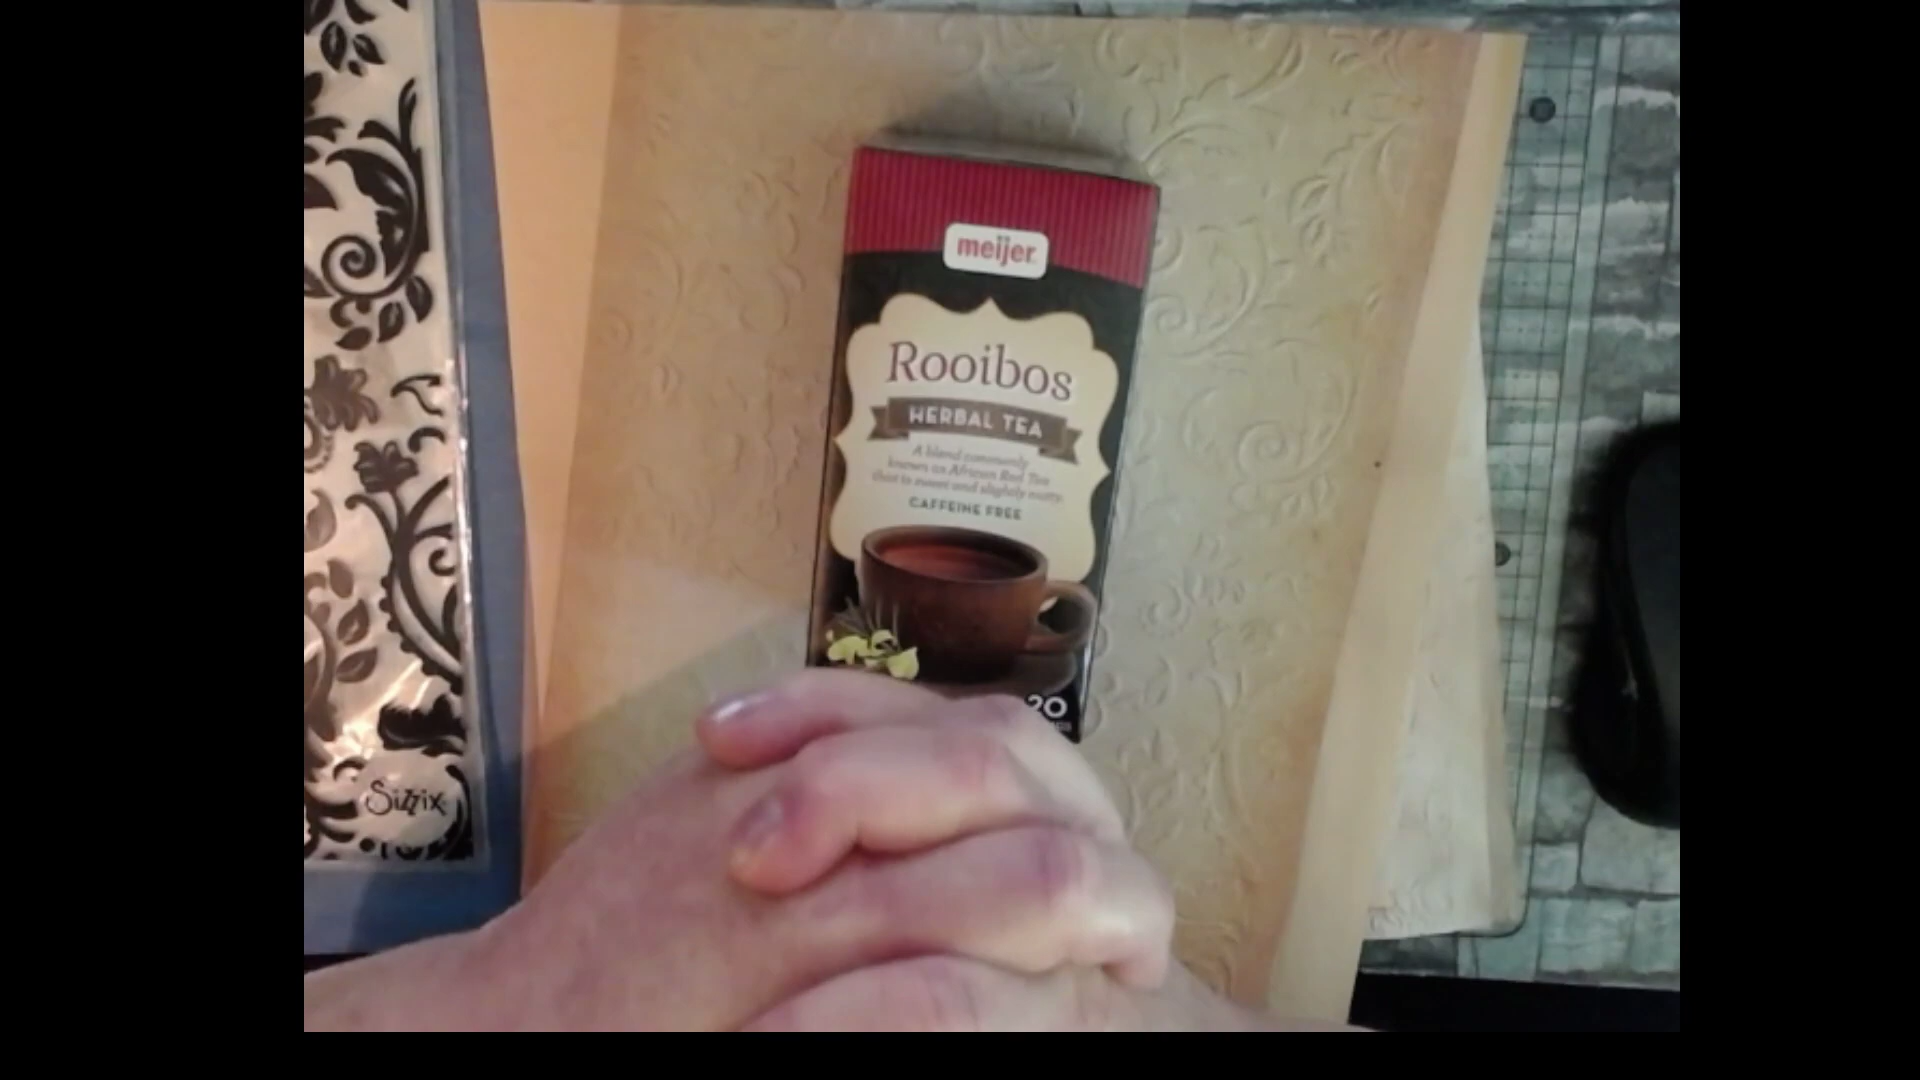 meijer
Rooibos
HERBAL TEA
A blend commonly
known as African Red Tea
that is sweet and slightly nutty.
CAFFEINE FREE
20
Sizzix